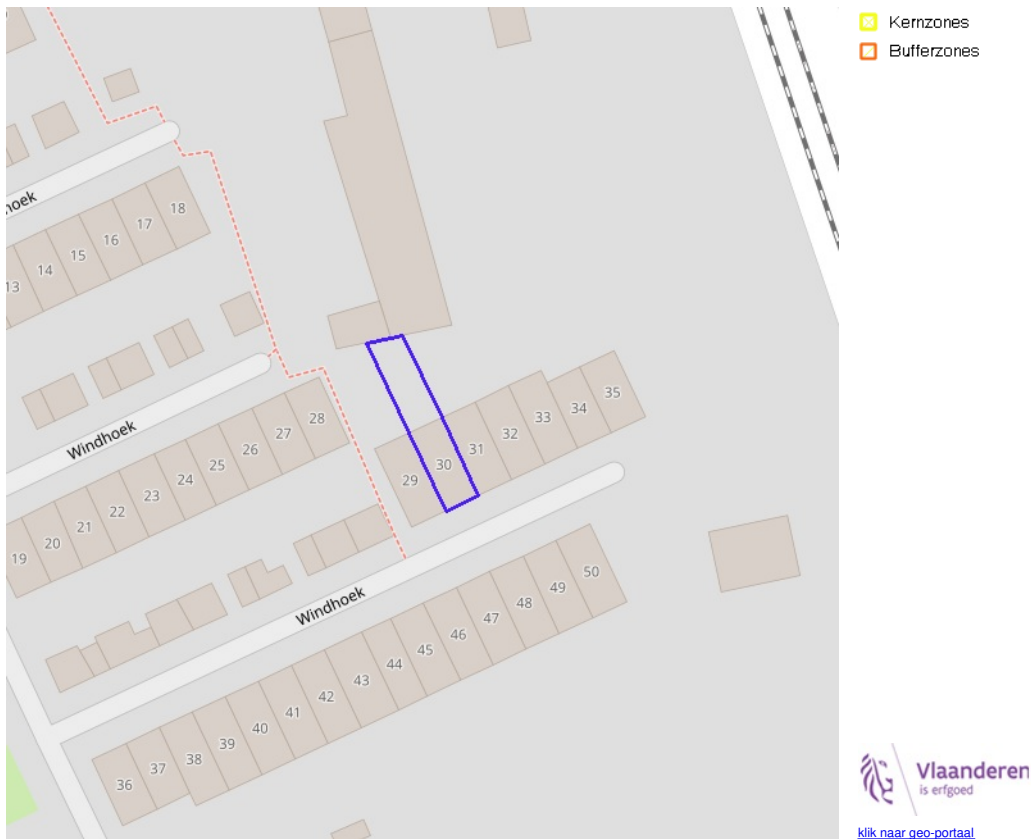 Kernzones
Bufferzones
hoek
13 14 15 16 17 18
Windhoek
19 20 21 22 23 24 25 26 27 28
29 30 31 32 33 34 35
Windhoek
36 37 38 39 40 41 42 43 44 45 46 47 48 49 50
Vlaanderen
is erfgoed
klik naar geo-portaal